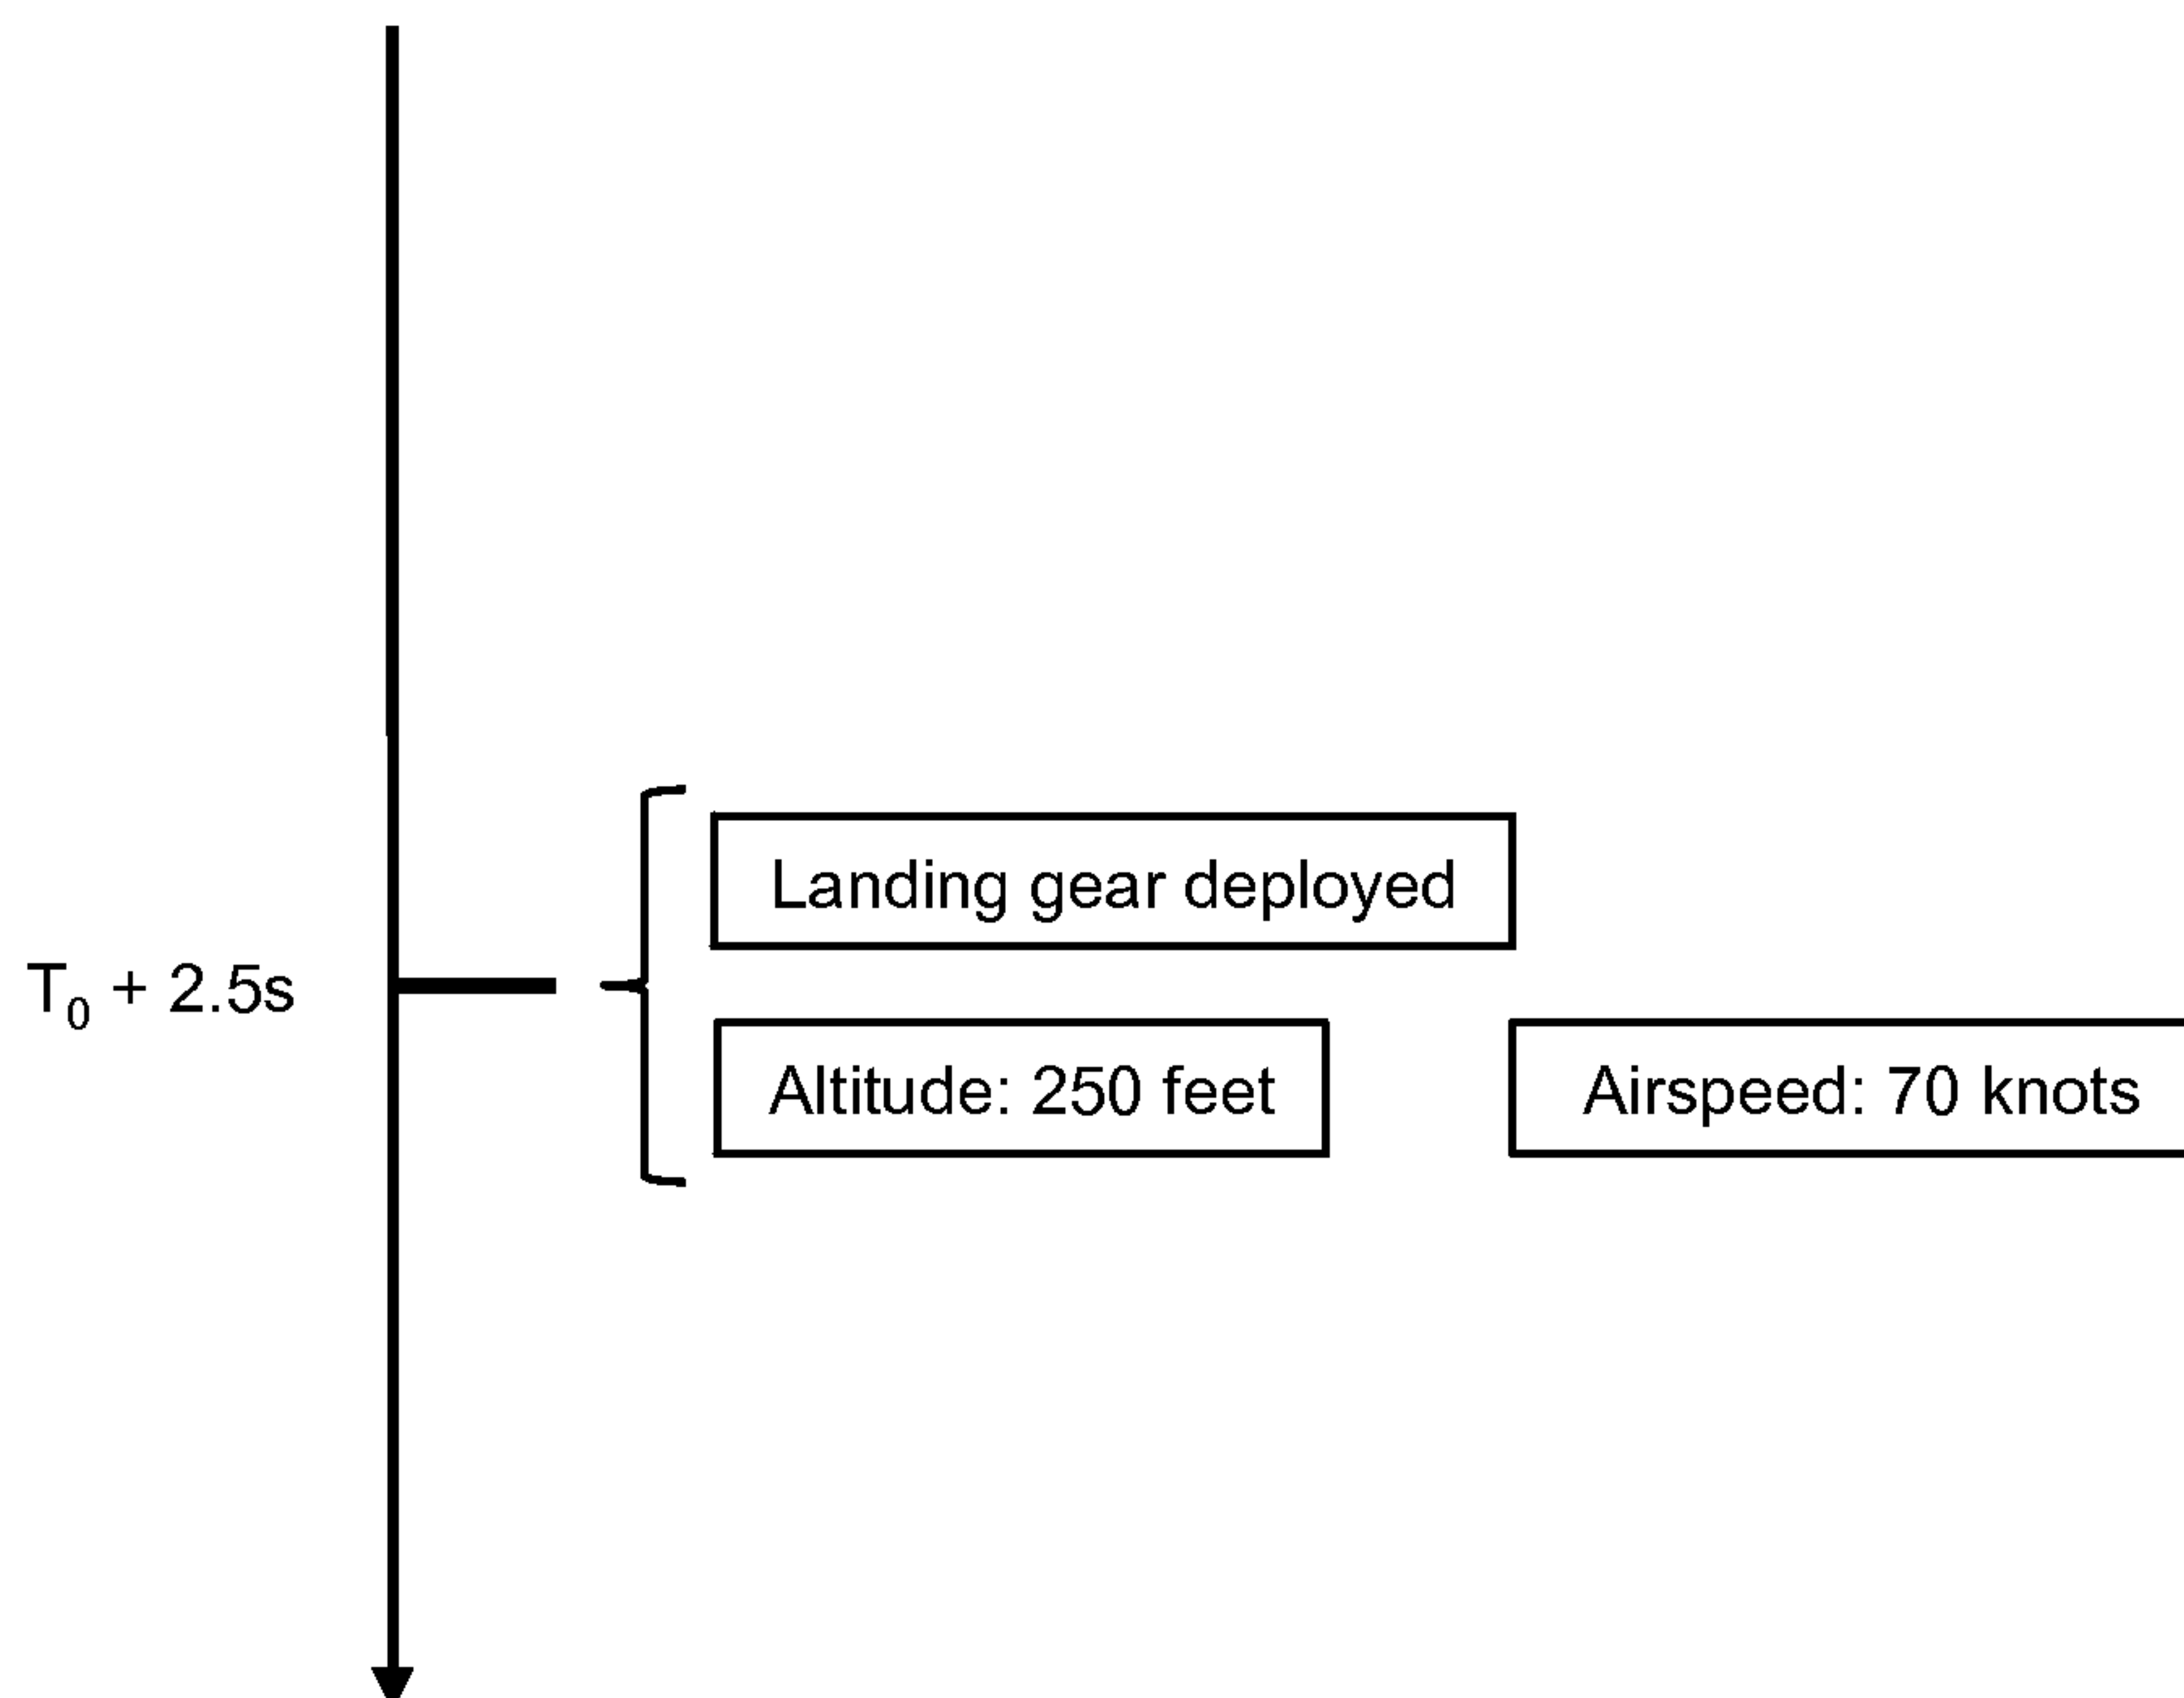 Landing gear deployed
T₀ + 2.5s
Altitude: 250 feet
Airspeed: 70 knots